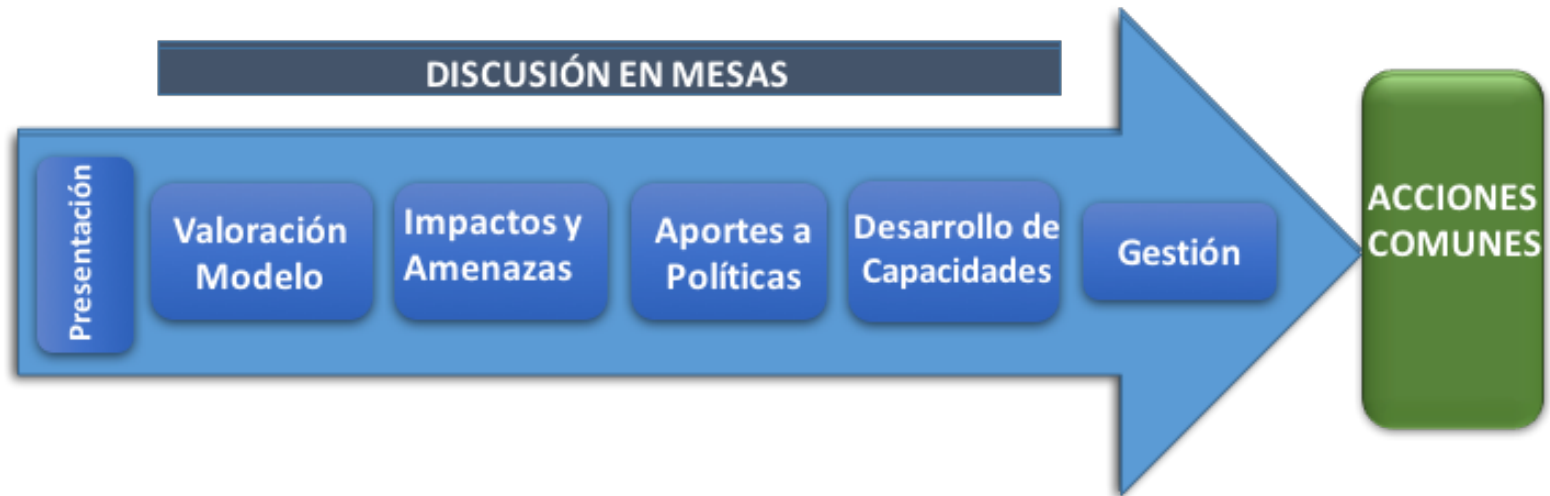 DISCUSIÓN EN MESAS
Presentación
Valoración
Modelo
Impactos y
Amenazas
Aportes a
Políticas
Desarrollo de
Capacidades
Gestión
ACCIONES
COMUNES